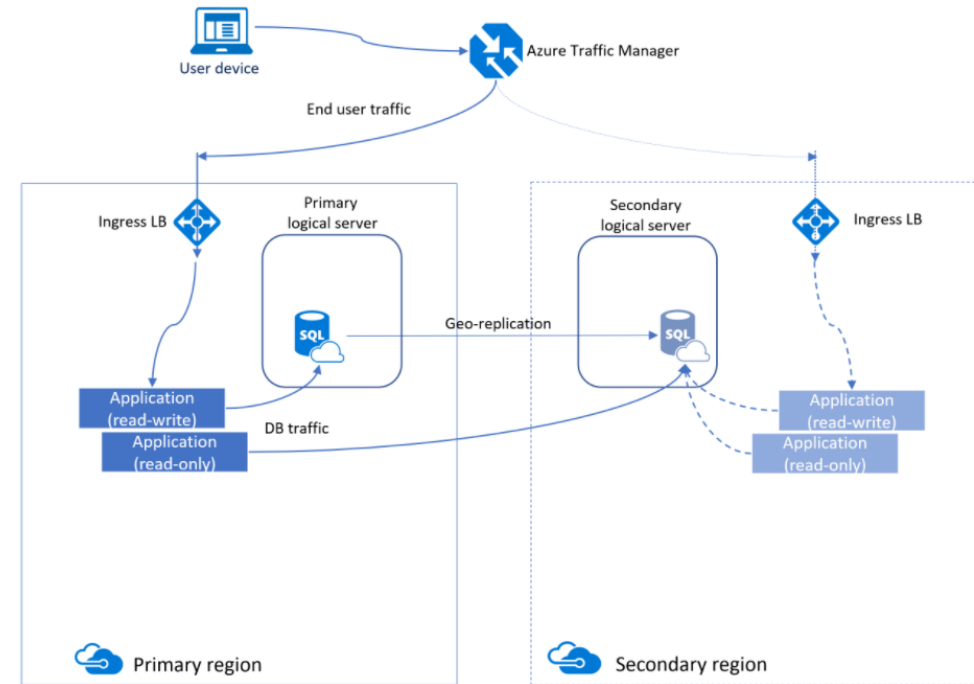 User device
Azure Traffic Manager
End user traffic
Ingress LB
Primary
logical server
SQL
Geo-replication
Application
(read-write)
Application
(read-only)
DB traffic
Primary region
Secondary
logical server
SQL
Ingress LB
Application
(read-write)
Application
(read-only)
Secondary region